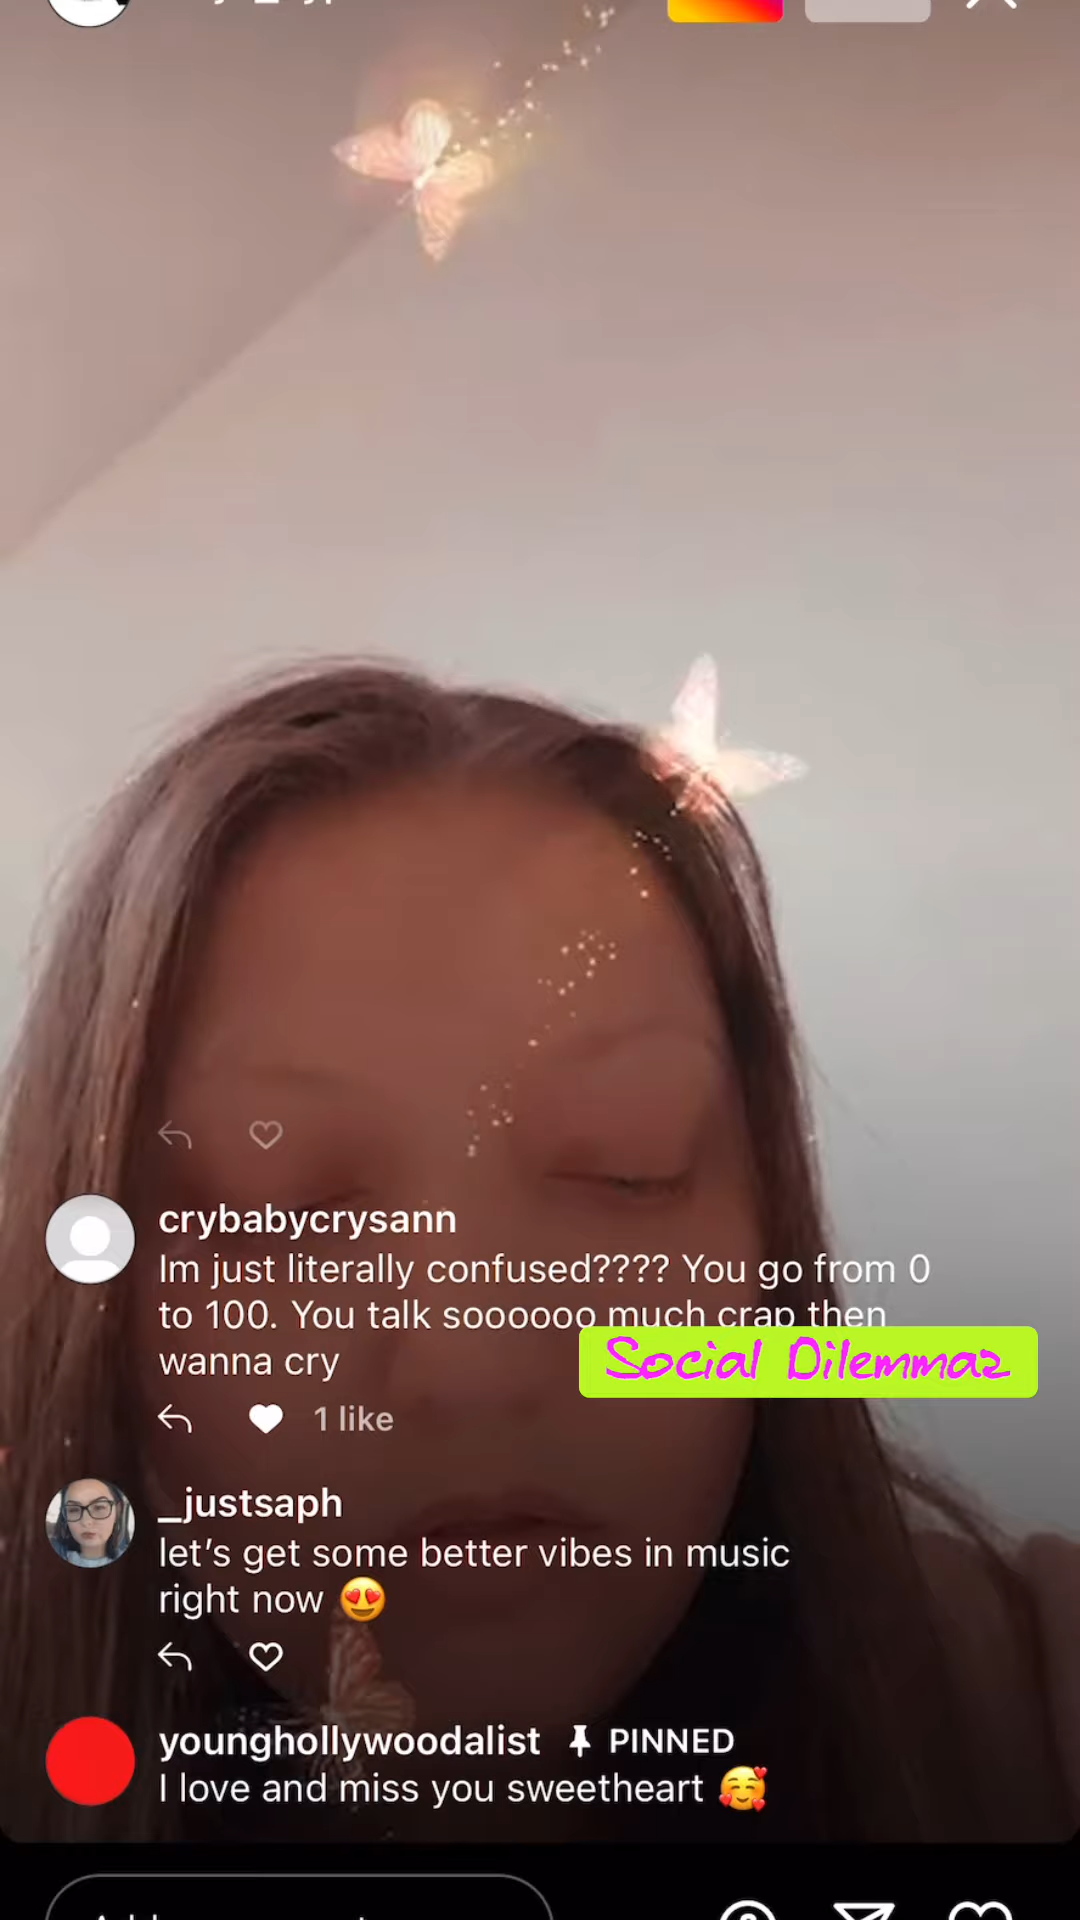 crybabycrysann
Im just literally confused???? You go from 0
to 100. You talk soooooo much crap then
wanna cry
Social Dilemmaz
1 like
_justsaph
let's get some better vibes in music
right now 😍
younghollywoodalist PINNED
I love and miss you sweetheart 🥰